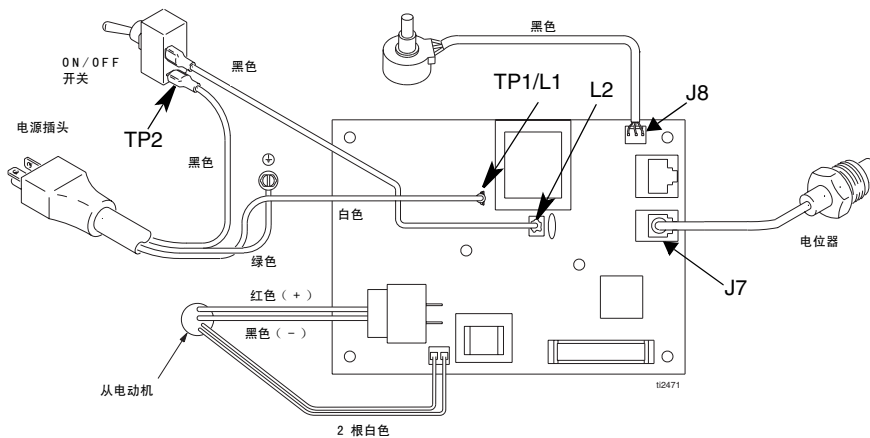 黑色
ON/OFF
开关
黑色
TP1/L1
L2
J8
电源插头
TP2
黑色
白色
绿色
电位器
J7
红色（ + ）
黑色（ - ）
从电动机
ti2471
2 根白色